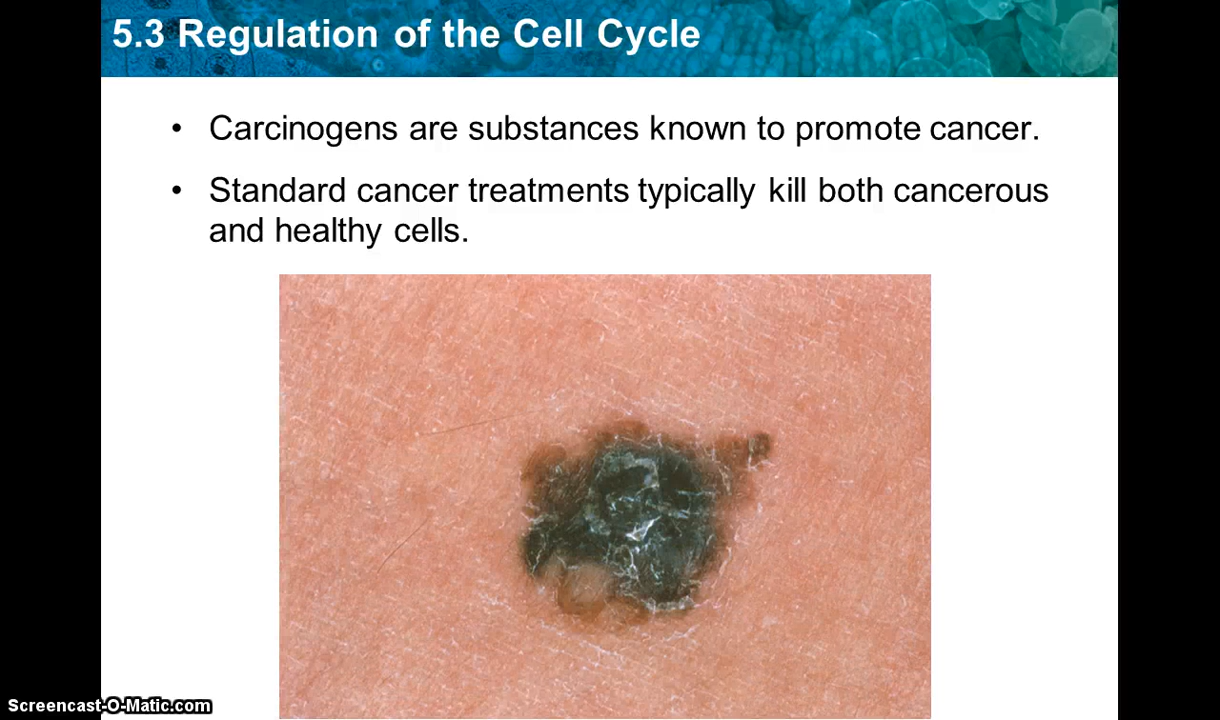 5.3 Regulation of the Cell Cycle
• Carcinogens are substances known to promote cancer.
• Standard cancer treatments typically kill both cancerous
and healthy cells.
Screencast-O-Matic.com